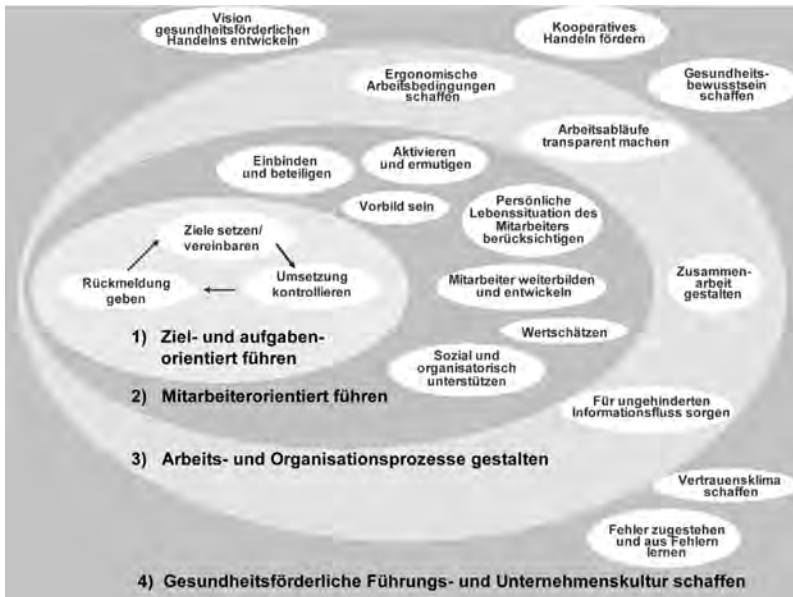 Vision
gesundheitsförderlichen
Handelns entwickeln
Kooperatives
Handeln fördern
Gesundheits-
bewusstsein
schaffen
Ergonomische
Arbeitsbedingungen
schaffen
Arbeitsabläufe
transparent machen
Einbinden
und beteiligen
Aktivieren
und ermutigen
Vorbild sein
Persönliche
Lebenssituation des
Mitarbeiters
berücksichtigen
Ziele setzen/
vereinbaren
Rückmeldung
geben
Umsetzung
kontrollieren
Mitarbeiter weiterbilden
und entwickeln
Zusammen-
arbeit
gestalten
Wertschätzen
1) Ziel- und aufgaben-
orientiert führen
Sozial und
organisatorisch
unterstützen
2) Mitarbeiterorientiert führen
Für ungehinderten
Informationsfluss sorgen
3) Arbeits- und Organisationsprozesse gestalten
Vertrauensklima
schaffen
Fehler zugestehen
und aus Fehlern
lernen
4) Gesundheitsförderliche Führungs- und Unternehmenskultur schaffen